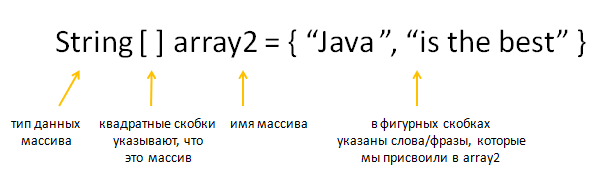 String [ ] array2 = { “Java ”, “is the best” }
тип данных
массива
квадратные скобки
указывают, что
это массив
имя массива
в фигурных скобках
указаны слова/фразы, которые
мы присвоили в array2